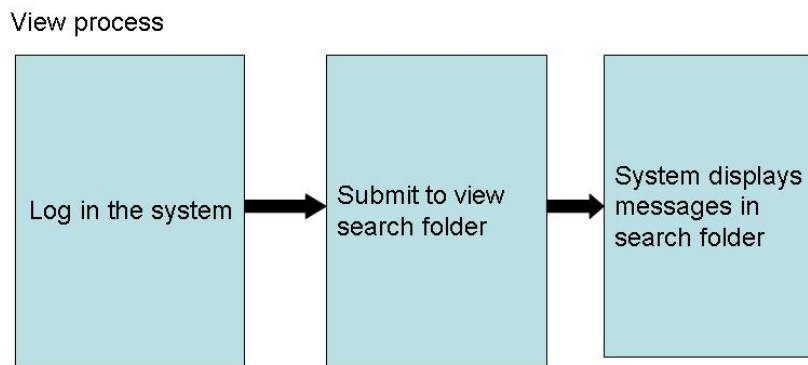 View process
Log in the system
Submit to view
search folder
System displays
messages in
search folder